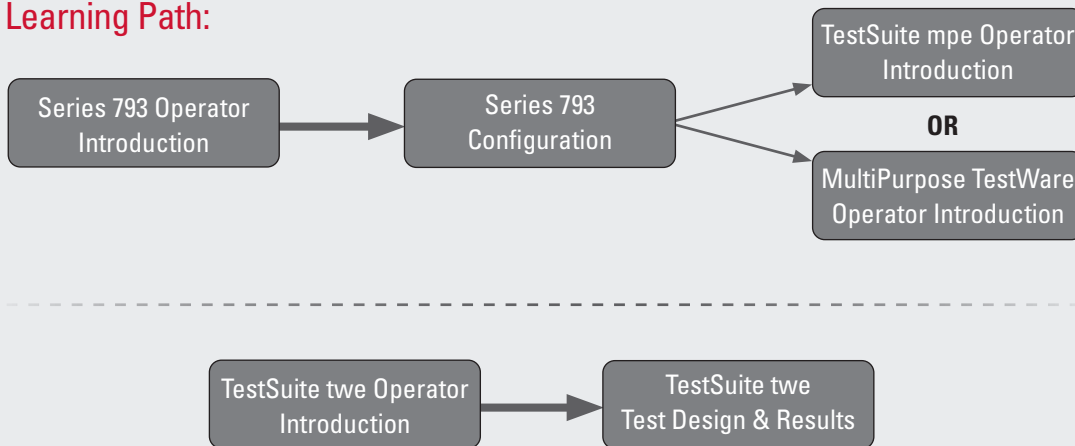 Learning Path:
Series 793 Operator
Introduction
Series 793
Configuration
TestSuite mpe Operator
Introduction
OR
MultiPurpose TestWare
Operator Introduction
TestSuite twe Operator
Introduction
TestSuite twe
Test Design & Results